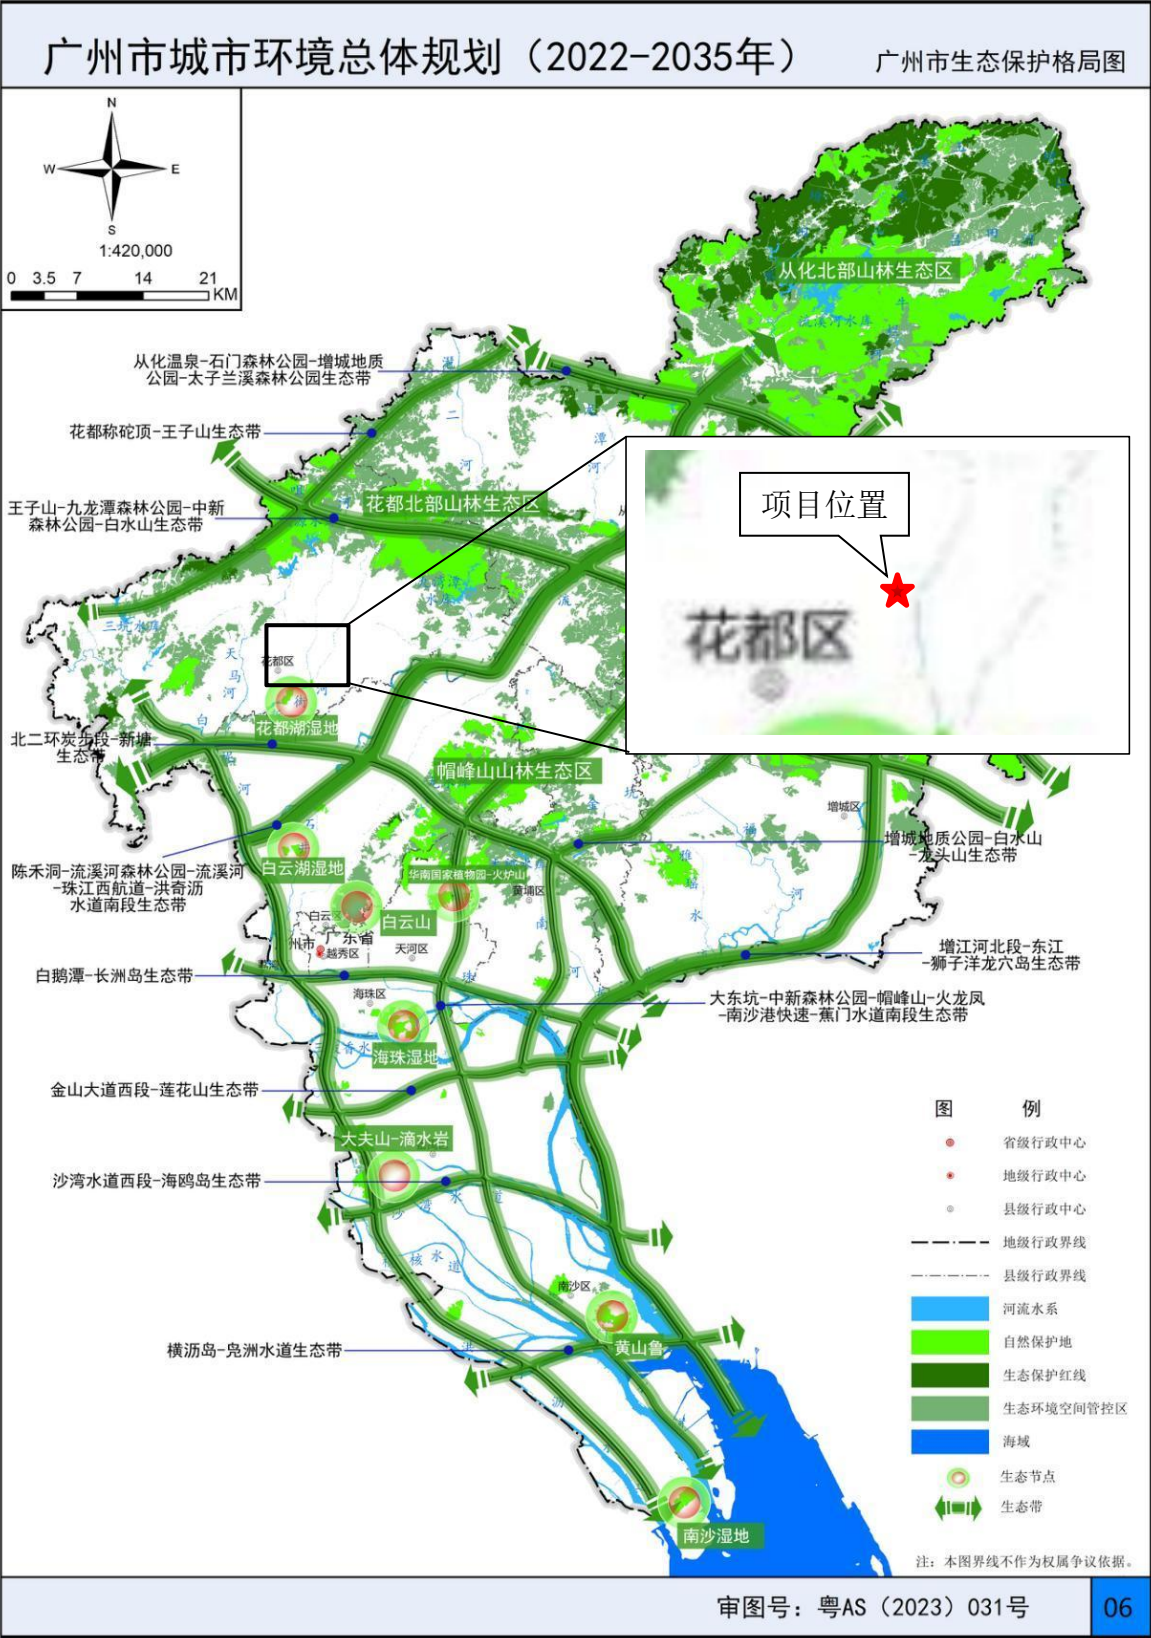 广州市城市环境总体规划（2022-2035年）
广州市生态保护格局图
N
W
E
S
1:420,000
0 3.5 7 14 21
KM
从化北部山林生态区
流溪河水库
从化温泉-石门森林公园-增城地质
公园-太子兰溪森林公园生态带
花都称砣顶-王子山生态带
王子山-九龙潭森林公园-中新
森林公园-白水山生态带
花都北部山林生态区
项目位置
花都区
三坑水库
天
马
河
花都区
花都湖湿地
北二环炭步段-新塘
生态带
帽峰山山林生态区
增城区
增城地质公园-白水山
-龙头山生态带
陈禾洞-流溪河森林公园-流溪河
-珠江西航道-洪奇沥
水道南段生态带
白云湖湿地
华南国家植物园-火炉山
黄埔区
白云区
白云山
广东省
州市
越秀区
天河区
白鹅潭-长洲岛生态带
增江河北段-东江
-狮子洋龙穴岛生态带
海珠区
大东坑-中新森林公园-帽峰山-火龙凤
-南沙港快速-蕉门水道南段生态带
海珠湿地
金山大道西段-莲花山生态带
大夫山-滴水岩
沙湾水道西段-海鸥岛生态带
南沙区
黄山鲁
横沥岛-凫洲水道生态带
南沙湿地
图 例
省级行政中心
地级行政中心
县级行政中心
地级行政界线
县级行政界线
河流水系
自然保护地
生态保护红线
生态环境空间管控区
海域
生态节点
生态带
注：本图界线不作为权属争议依据。
审图号：粤AS（2023）031号
06